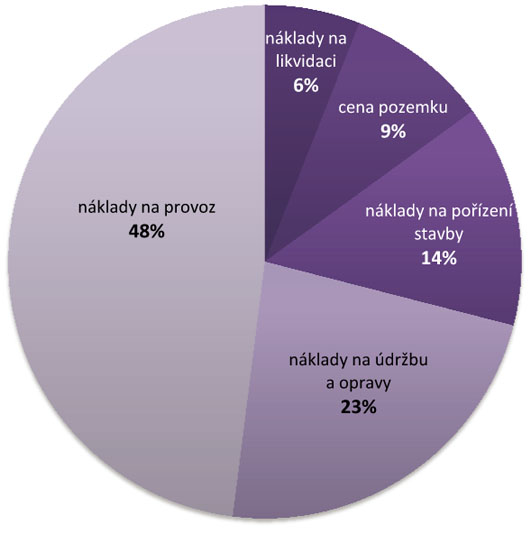 náklady na
likvidaci
6%
cena pozemku
9%
náklady na pořízení
stavby
14%
náklady na údržbu
a opravy
23%
náklady na provoz
48%